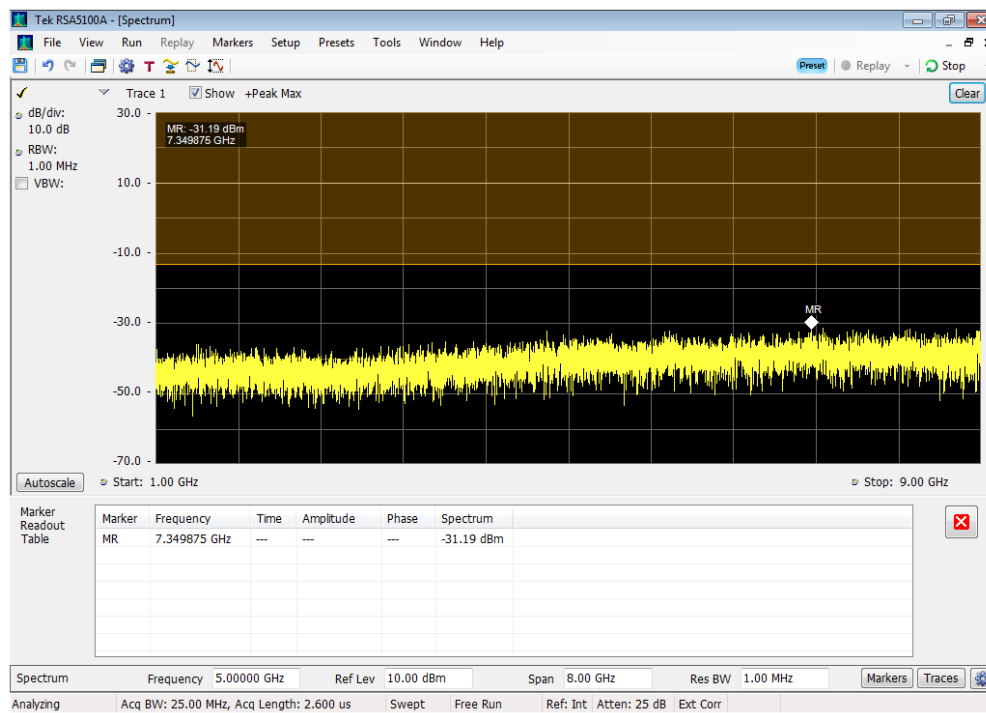 Tek RSA5100A - [Spectrum]
File View Run Replay Markers Setup Presets Tools Window Help
T Preset Replay Stop
Trace 1 Show +Peak Max Clear
dB/div:
10.0 dB
RBW:
1.00 MHz
VBW:
30.0
MR: -31.19 dBm
7.349875 GHz
10.0
-10.0
-30.0
MR
-50.0
-70.0
Autoscale Start: 1.00 GHz Stop: 9.00 GHz
Marker
Readout
Table
Marker Frequency Time Amplitude Phase Spectrum
MR 7.349875 GHz --- --- --- -31.19 dBm
Spectrum Frequency 5.00000 GHz Ref Lev 10.00 dBm Span 8.00 GHz Res BW 1.00 MHz Markers Traces
Analyzing Acq BW: 25.00 MHz, Acq Length: 2.600 us Swept Free Run Ref: Int Atten: 25 dB Ext Corr